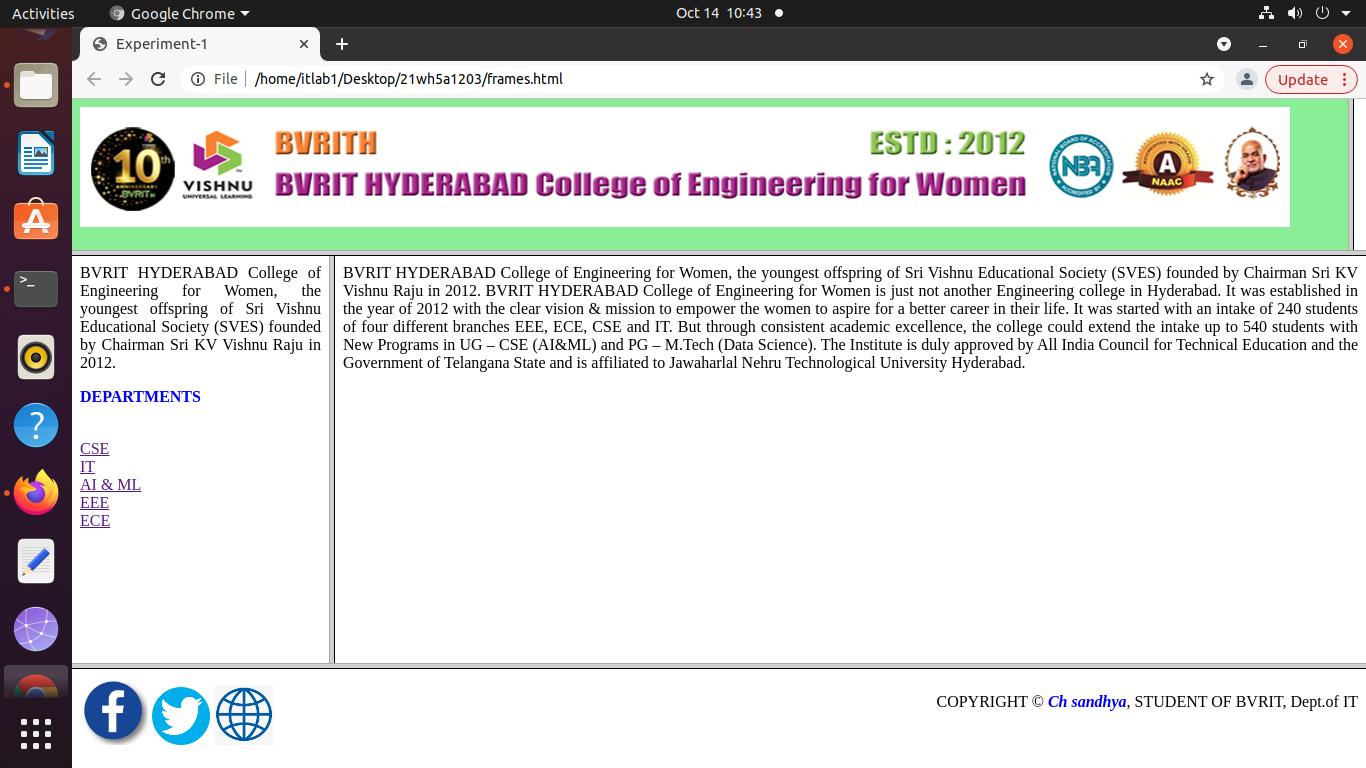 Activities Google Chrome Oct 14 10:43
Experiment-1
File /home/itlab1/Desktop/21wh5a1203/frames.html Update
10th ANNIVERSARY BVRITH
VISHNU
UNIVERSAL LEARNING
BVRITH ESTD : 2012
BVRIT HYDERABAD College of Engineering for Women
NBA
A
NAAC
BVRIT HYDERABAD College of
Engineering for Women, the
youngest offspring of Sri Vishnu
Educational Society (SVES) founded
by Chairman Sri KV Vishnu Raju in
2012.
DEPARTMENTS
CSE
IT
AI & ML
EEE
ECE
BVRIT HYDERABAD College of Engineering for Women, the youngest offspring of Sri Vishnu Educational Society (SVES) founded by Chairman Sri KV
Vishnu Raju in 2012. BVRIT HYDERABAD College of Engineering for Women is just not another Engineering college in Hyderabad. It was established in
the year of 2012 with the clear vision & mission to empower the women to aspire for a better career in their life. It was started with an intake of 240 students
of four different branches EEE, ECE, CSE and IT. But through consistent academic excellence, the college could extend the intake up to 540 students with
New Programs in UG – CSE (AI&ML) and PG – M.Tech (Data Science). The Institute is duly approved by All India Council for Technical Education and the
Government of Telangana State and is affiliated to Jawaharlal Nehru Technological University Hyderabad.
COPYRIGHT © Ch sandhya, STUDENT OF BVRIT, Dept.of IT